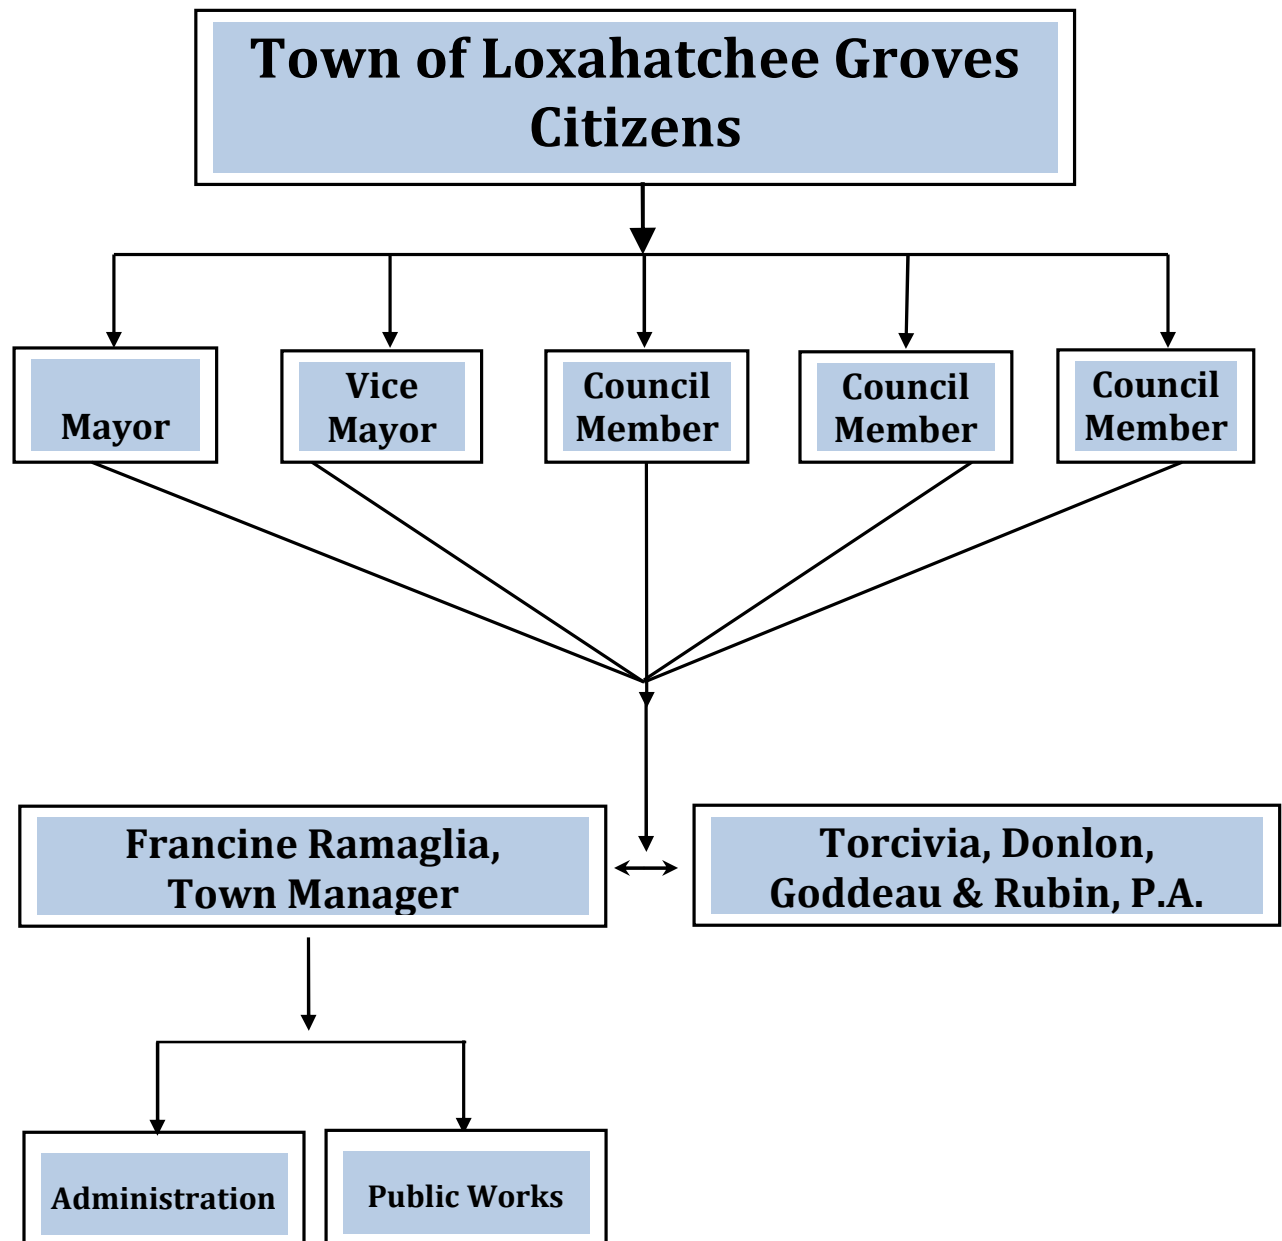 Town of Loxahatchee Groves
Citizens
Mayor
Vice
Mayor
Council
Member
Council
Member
Council
Member
Francine Ramaglia,
Town Manager
Torcivia, Donlon,
Goddeau & Rubin, P.A.
Administration
Public Works